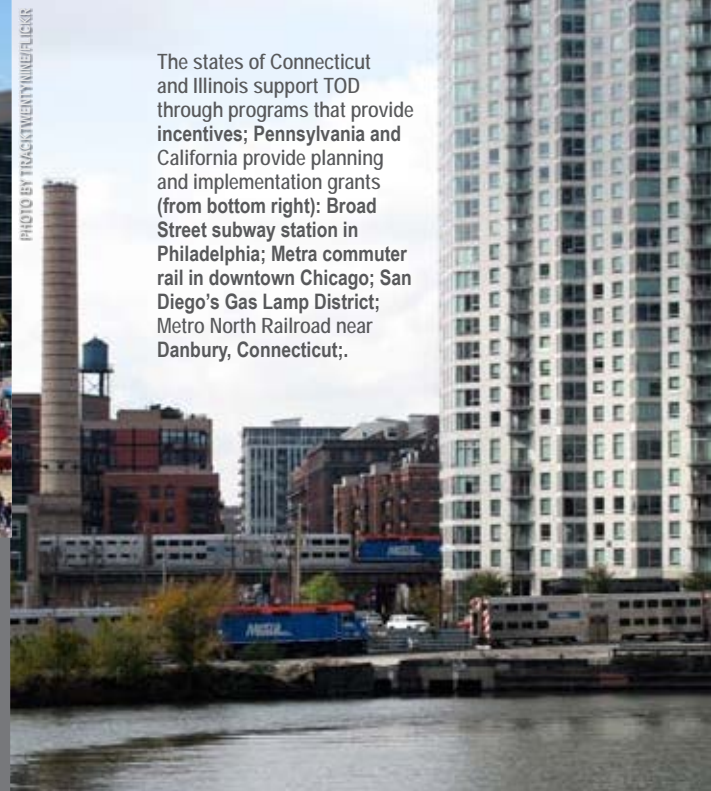 PHOTO BY TRACKTWENTYNINE/FLICKR
The states of Connecticut
and Illinois support TOD
through programs that provide
incentives; Pennsylvania and
California provide planning
and implementation grants
(from bottom right): Broad
Street subway station in
Philadelphia; Metra commuter
rail in downtown Chicago; San
Diego's Gas Lamp District;
Metro North Railroad near
Danbury, Connecticut;.
METRA